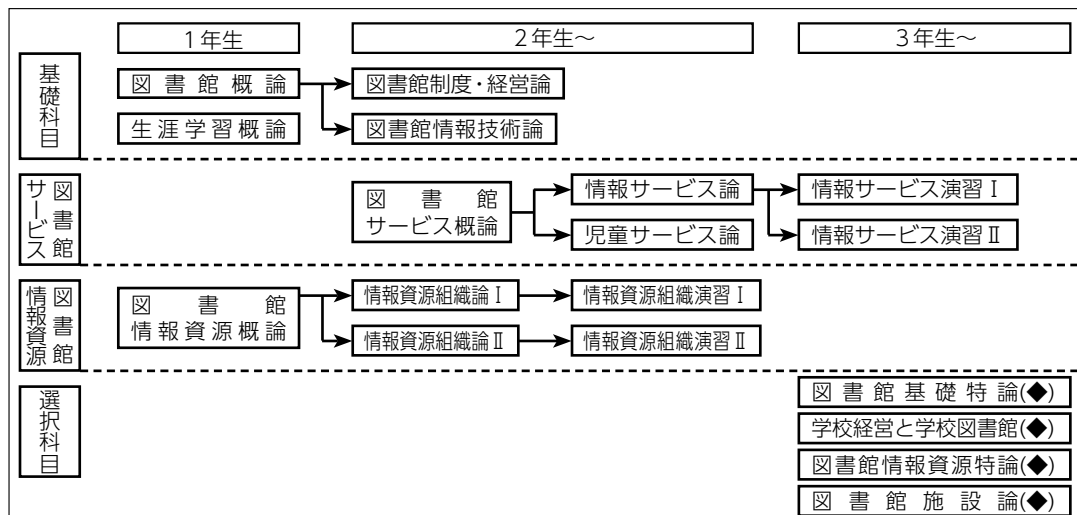 1年生
2年生～
3年生～
基礎科目
図書館概論
図書館制度・経営論
生涯学習概論
図書館情報技術論
図書館
サービス
図書館
サービス概論
情報サービス論
情報サービス演習Ⅰ
児童サービス論
情報サービス演習Ⅱ
図書館
情報資源
図書館
情報資源概論
情報資源組織論Ⅰ
情報資源組織演習Ⅰ
情報資源組織論Ⅱ
情報資源組織演習Ⅱ
選択科目
図書館基礎特論(◆)
学校経営と学校図書館(◆)
図書館情報資源特論(◆)
図書館施設論(◆)